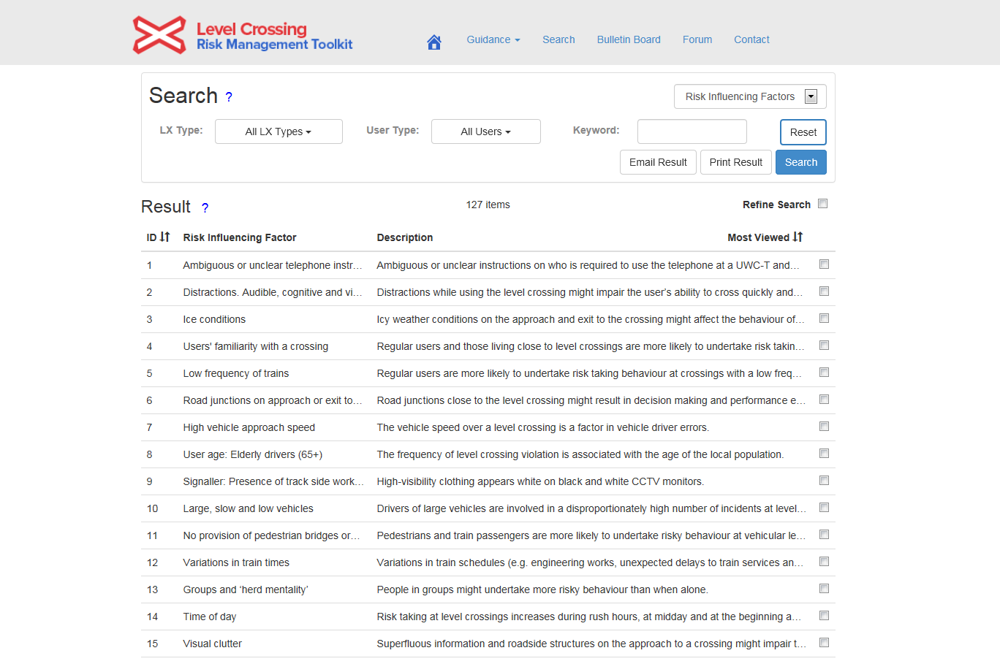 Level Crossing
Risk Management Toolkit
Guidance Search Bulletin Board Forum Contact
Search ? Risk Influencing Factors
LX Type: All LX Types User Type: All Users Keyword: Reset
Email Result Print Result Search
Result ? 127 items Refine Search
ID Risk Influencing Factor Description Most Viewed
1 Ambiguous or unclear telephone instr... Ambiguous or unclear instructions on who is required to use the telephone at a UWC-T and...
2 Distractions. Audible, cognitive and vi... Distractions while using the level crossing might impair the user's ability to cross quickly and...
3 Ice conditions Icy weather conditions on the approach and exit to the crossing might affect the behaviour of...
4 Users' familiarity with a crossing Regular users and those living close to level crossings are more likely to undertake risk takin...
5 Low frequency of trains Regular users are more likely to undertake risk taking behaviour at crossings with a low freq...
6 Road junctions on approach or exit to... Road junctions close to the level crossing might result in decision making and performance e...
7 High vehicle approach speed The vehicle speed over a level crossing is a factor in vehicle driver errors.
8 User age: Elderly drivers (65+) The frequency of level crossing violation is associated with the age of the local population.
9 Signaller: Presence of track side work... High-visibility clothing appears white on black and white CCTV monitors.
10 Large, slow and low vehicles Drivers of large vehicles are involved in a disproportionately high number of incidents at level...
11 No provision of pedestrian bridges or... Pedestrians and train passengers are more likely to undertake risky behaviour at vehicular le...
12 Variations in train times Variations in train schedules (e.g. engineering works, unexpected delays to train services an...
13 Groups and ‘herd mentality’ People in groups might undertake more risky behaviour than when alone.
14 Time of day Risk taking at level crossings increases during rush hours, at midday and at the beginning a...
15 Visual clutter Superfluous information and roadside structures on the approach to a crossing might impair t...